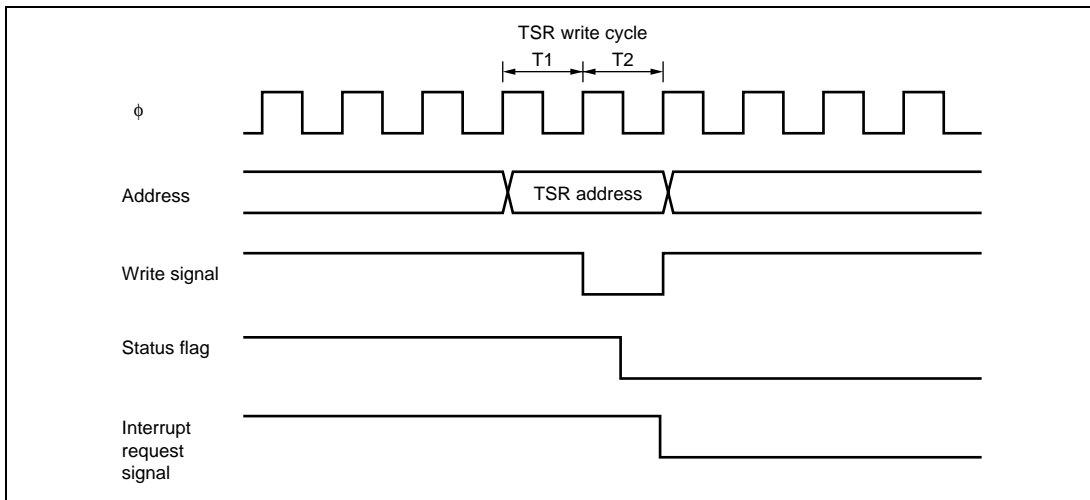 TSR write cycle
T1 T2
ϕ
Address
TSR address
Write signal
Status flag
Interrupt
request
signal